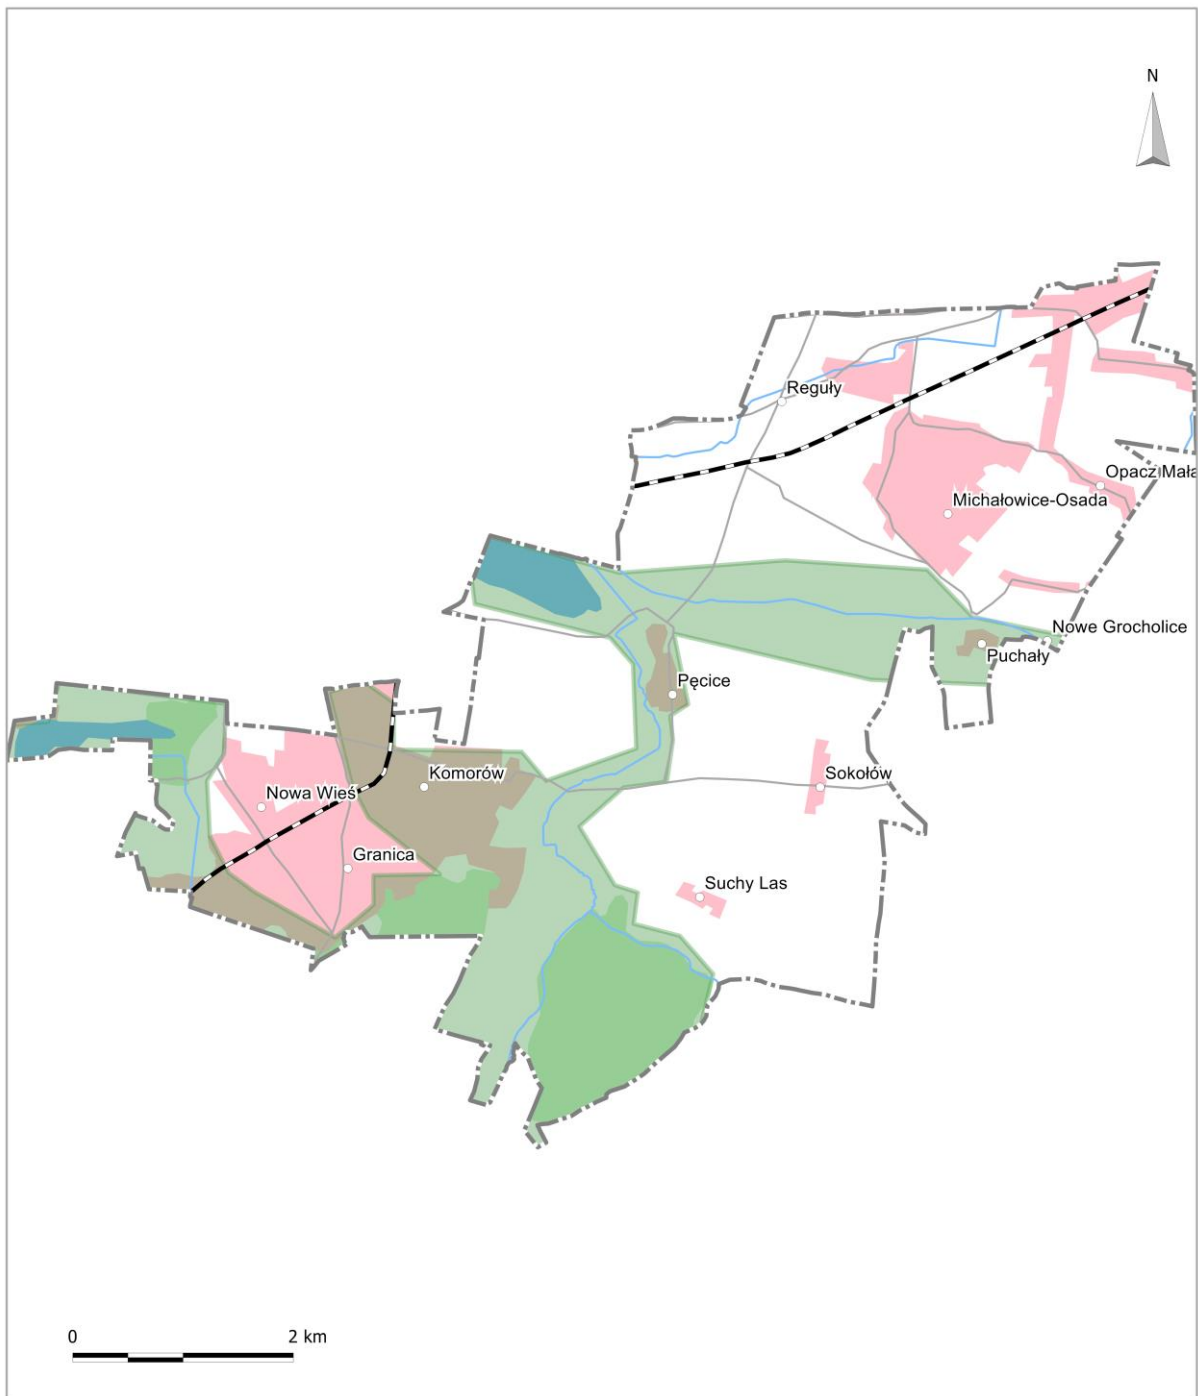 N
Reguły
Opacz Mała
Michałowice-Osada
Nowe Grocholice
Puchały
Pęcice
Komorów
Sokołów
Nowa Wieś
Granica
Suchy Las
0 2 km